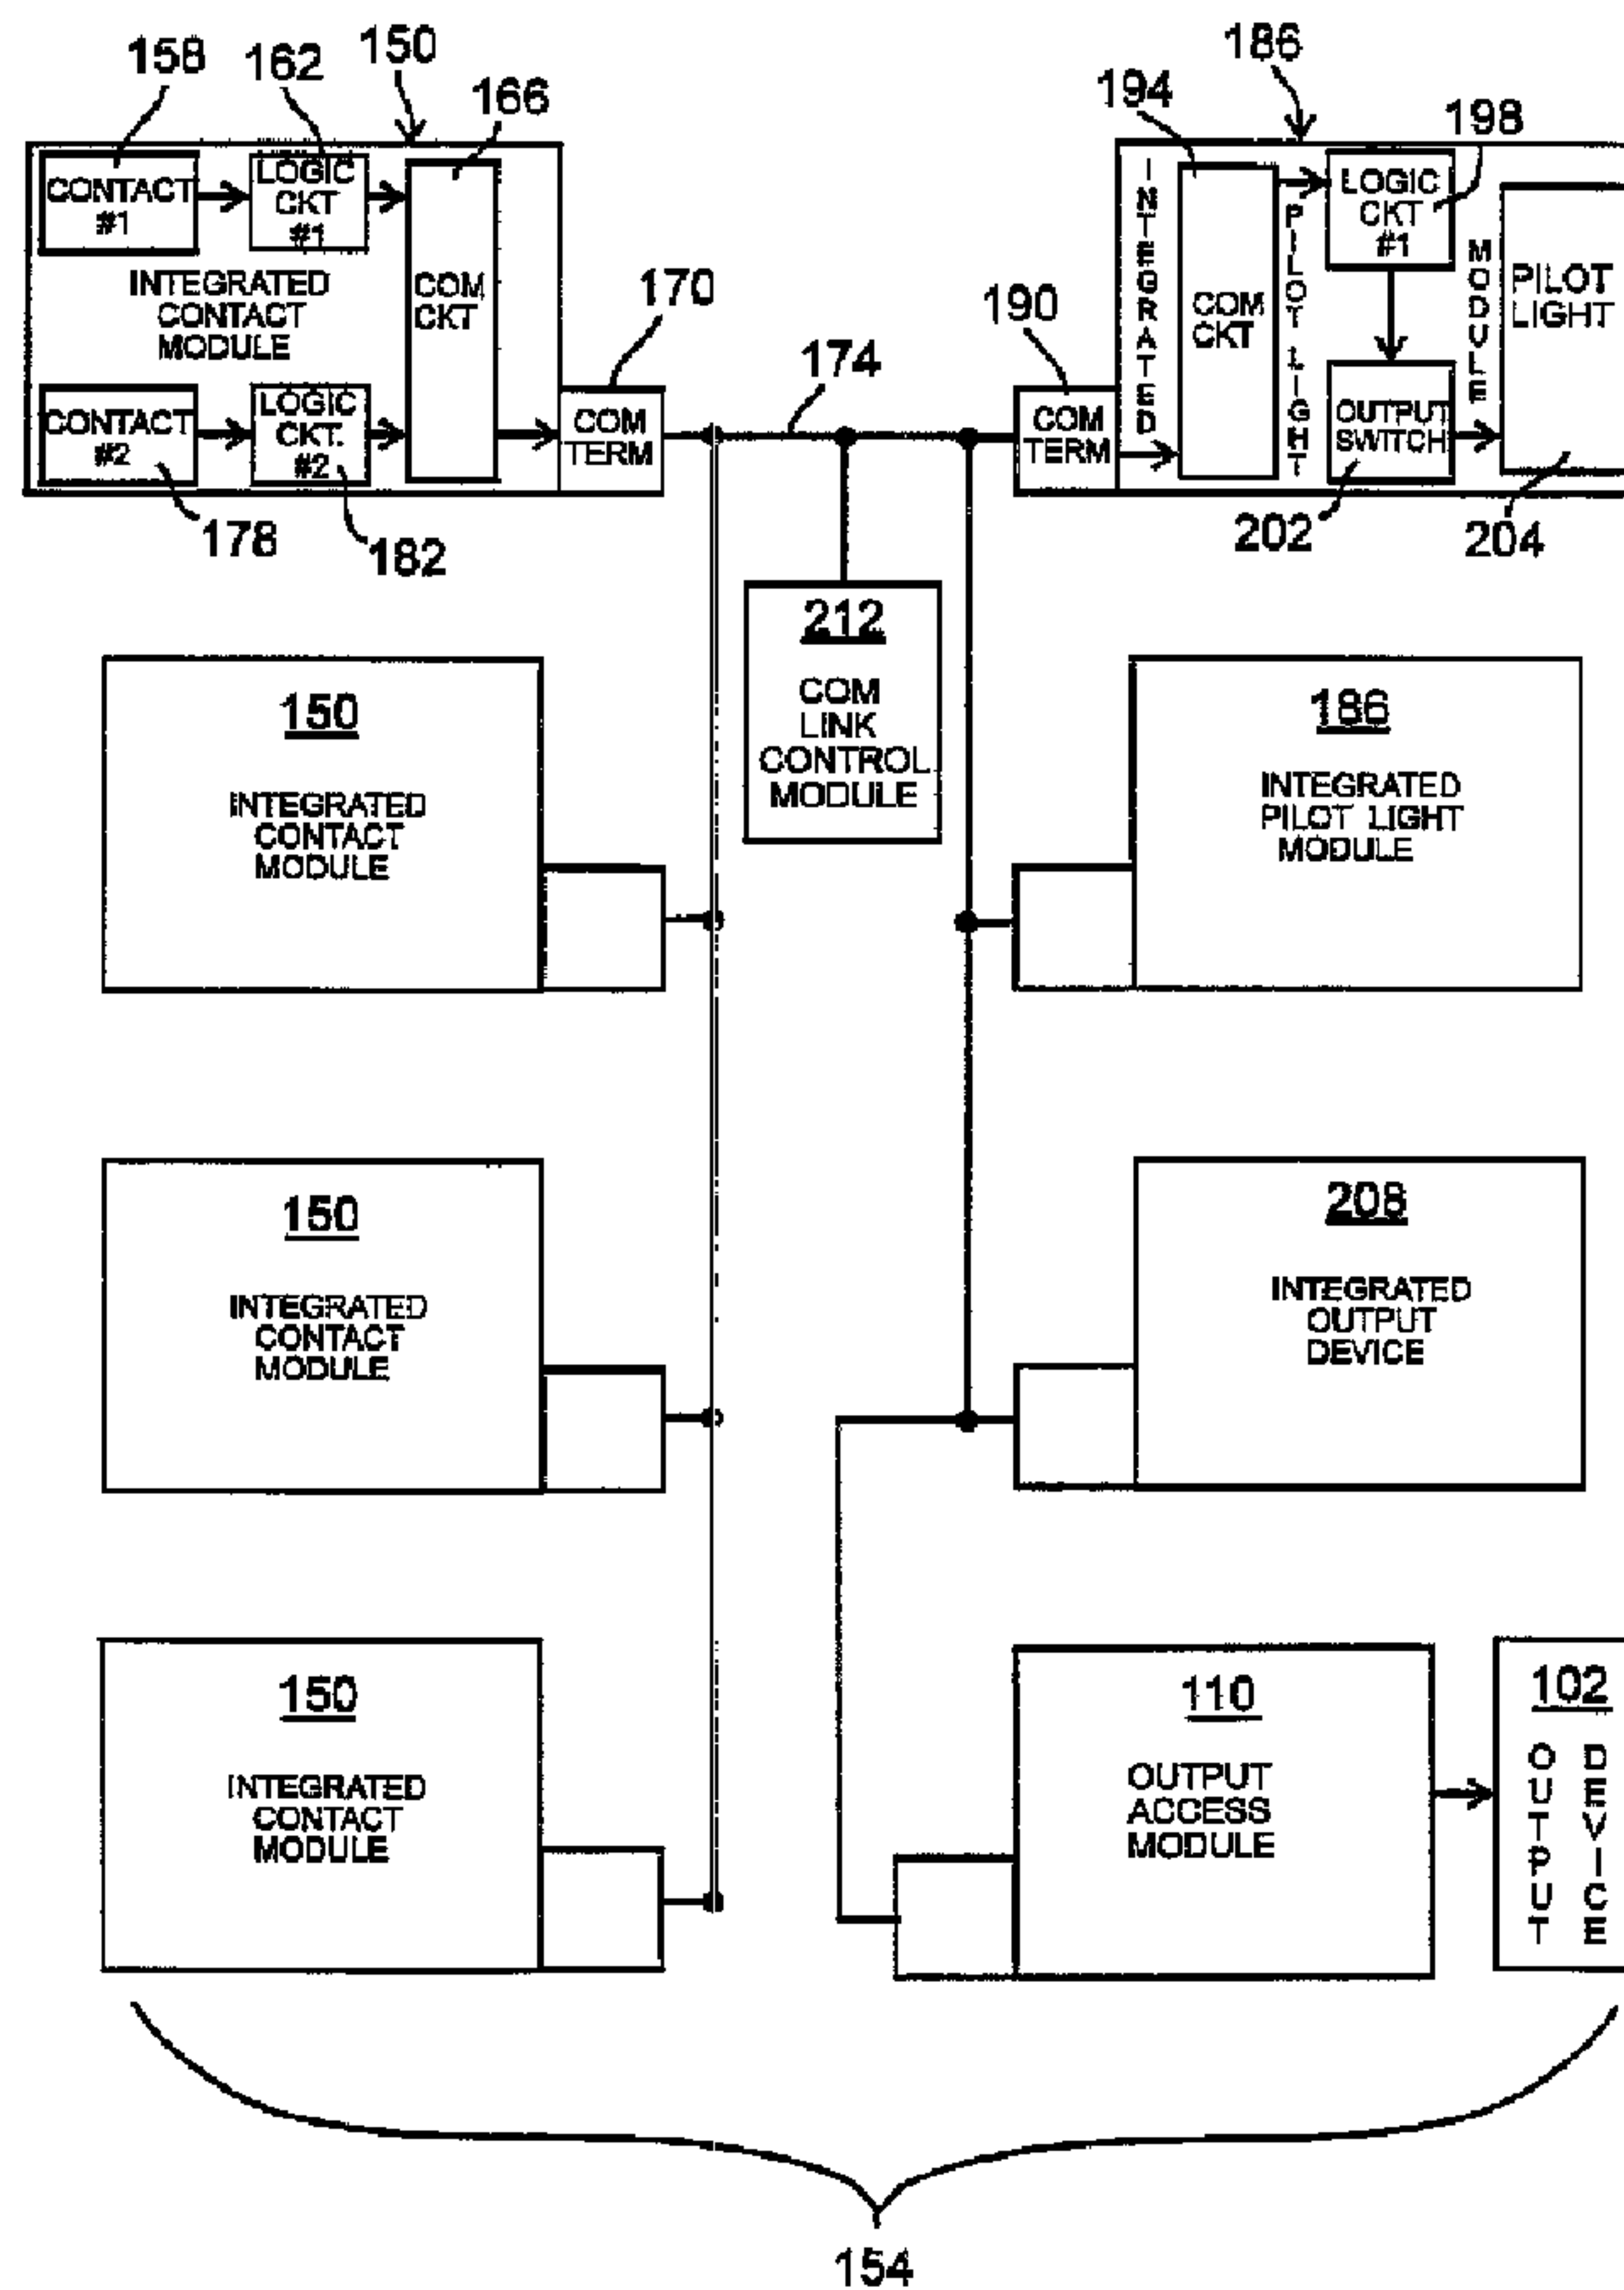 158
162
150
166
CONTACT
#1
LOGIC
CKT
#1
INTEGRATED
CONTACT
MODULE
COM
CKT
CONTACT
#2
LOGIC
CKT.
#2
178
182
170
COM
TERM
174
186
194
198
190
COM
TERM
INTEGRATED
COM
CKT
PILOT LIGHT
LOGIC
CKT
#1
MODULE
PILOT
LIGHT
OUTPUT
SWITCH
202
204
212
COM
LINK
CONTROL
MODULE
150
INTEGRATED
CONTACT
MODULE
186
INTEGRATED
PILOT LIGHT
MODULE
150
INTEGRATED
CONTACT
MODULE
208
INTEGRATED
OUTPUT
DEVICE
150
INTEGRATED
CONTACT
MODULE
110
OUTPUT
ACCESS
MODULE
102
OUTPUT
DEVICE
154